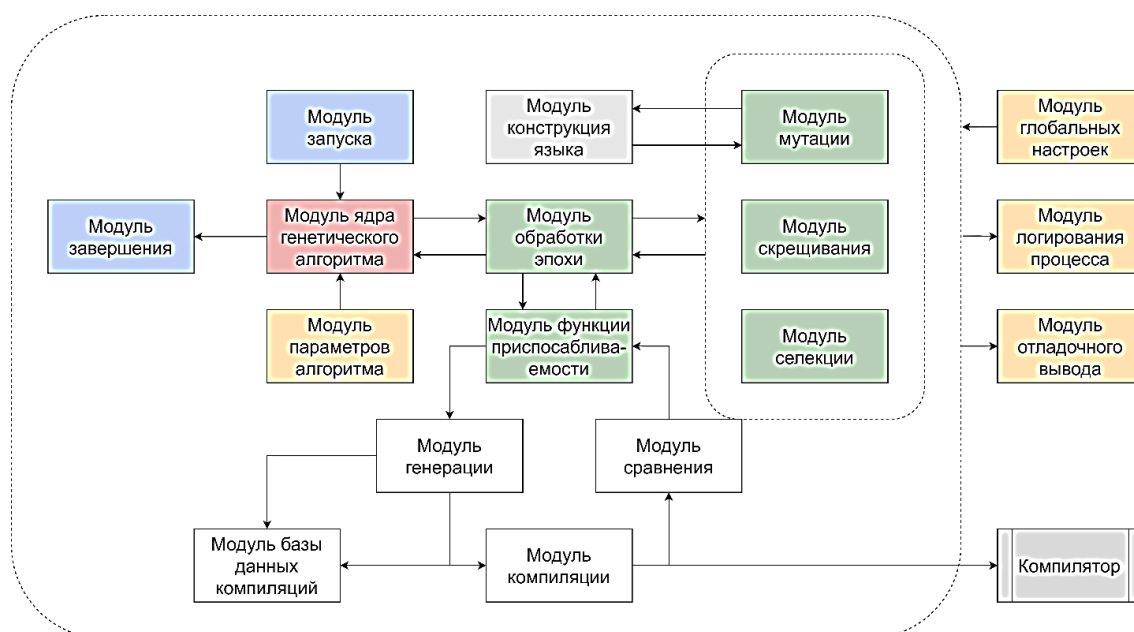 Модуль
запуска
Модуль
конструкция
языка
Модуль
мутации
Модуль
глобальных
настроек
Модуль
завершения
Модуль ядра
генетического
алгоритма
Модуль
обработки
эпохи
Модуль
скрещивания
Модуль
логирования
процесса
Модуль
параметров
алгоритма
Модуль функции
приспосаблива-
емости
Модуль
селекции
Модуль
отладочного
вывода
Модуль
генерации
Модуль
сравнения
Модуль базы
данных
компиляций
Модуль
компиляции
Компилятор